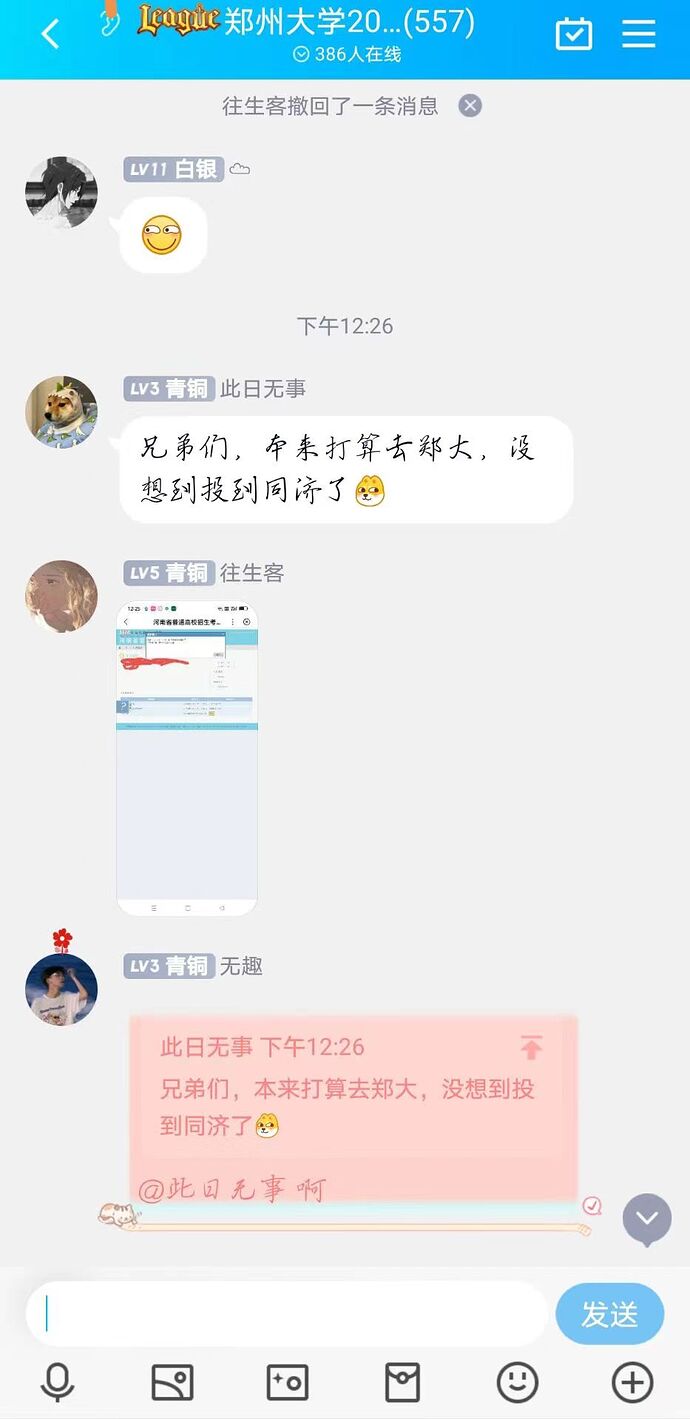 League 郑州大学20...(557)
386人在线
往生客撤回了一条消息
LV11 白银
下午12:26
LV3 青铜 此日无事
兄弟们，本来打算去郑大，没
想到投到同济了
LV5 青铜 往生客
12:25
河南省普通高校招生考...
LV3 青铜 无趣
此日无事 下午12:26
兄弟们，本来打算去郑大，没想到投
到同济了
@此日无事 啊
发送